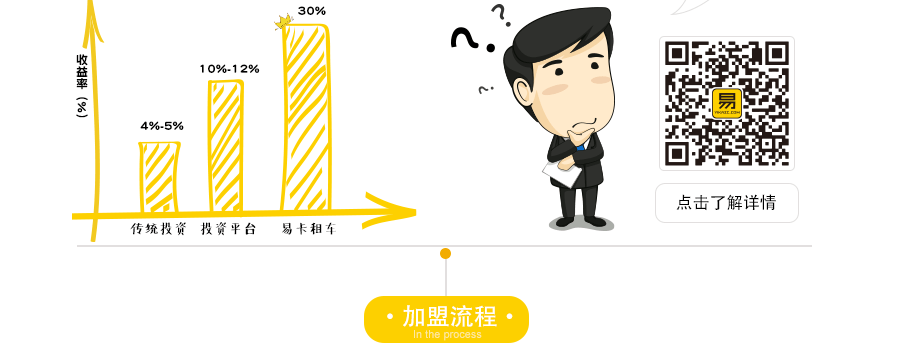 收益率（%）
4%-5%
10%-12%
30%
传统投资
投资平台
易卡租车
?
?
?
易
点击了解详情
• 加盟流程 •
In the process